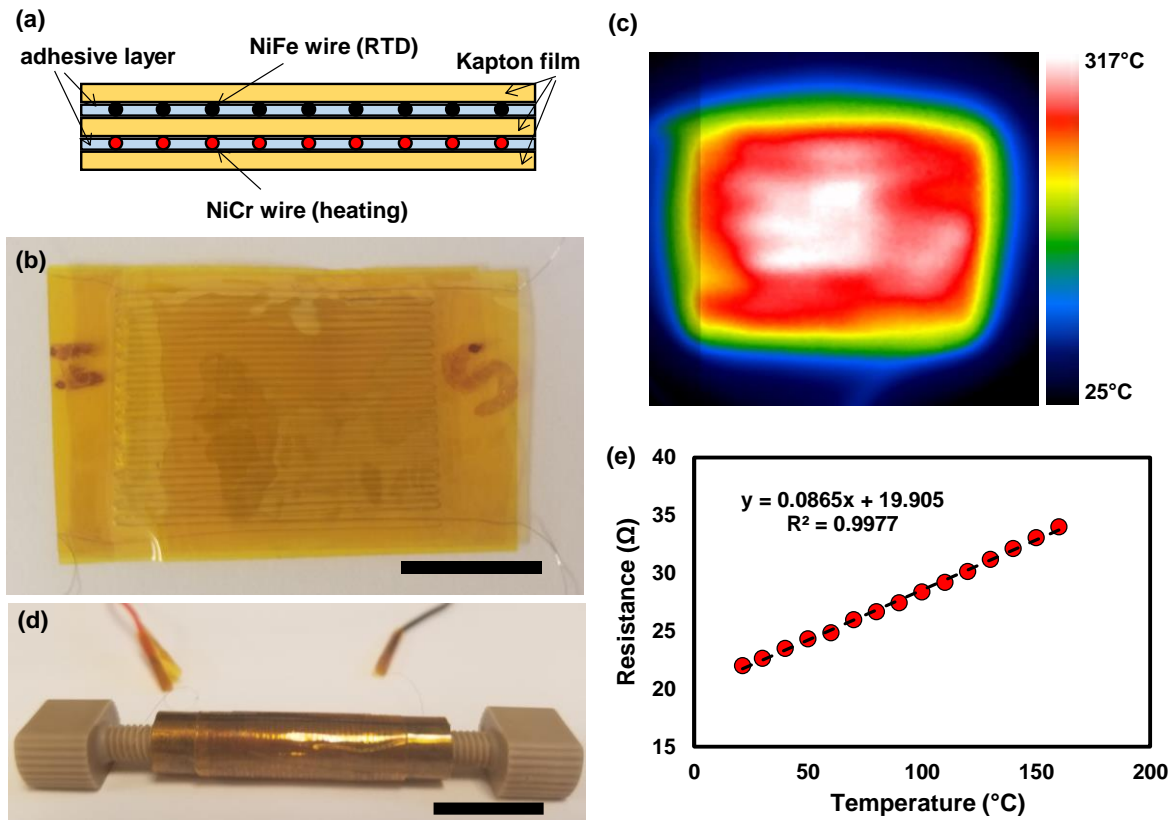 (a)
NiFe wire (RTD)
adhesive layer
Kapton film
NiCr wire (heating)
(b)
H
S
(c)
317°C
25°C
(d)
(e)
40
35
30
25
20
15
y = 0.0865x + 19.905
R² = 0.9977
Resistance (Ω)
0
50
100
150
200
Temperature (°C)